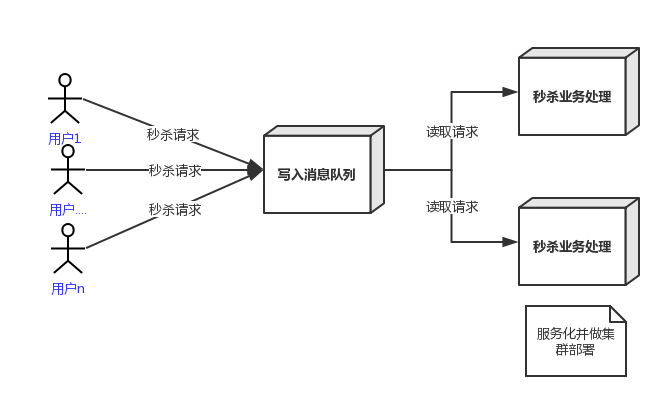 用户1
用户....
用户n
秒杀请求
秒杀请求
秒杀请求
写入消息队列
读取请求
读取请求
秒杀业务处理
秒杀业务处理
服务化并做集
群部署